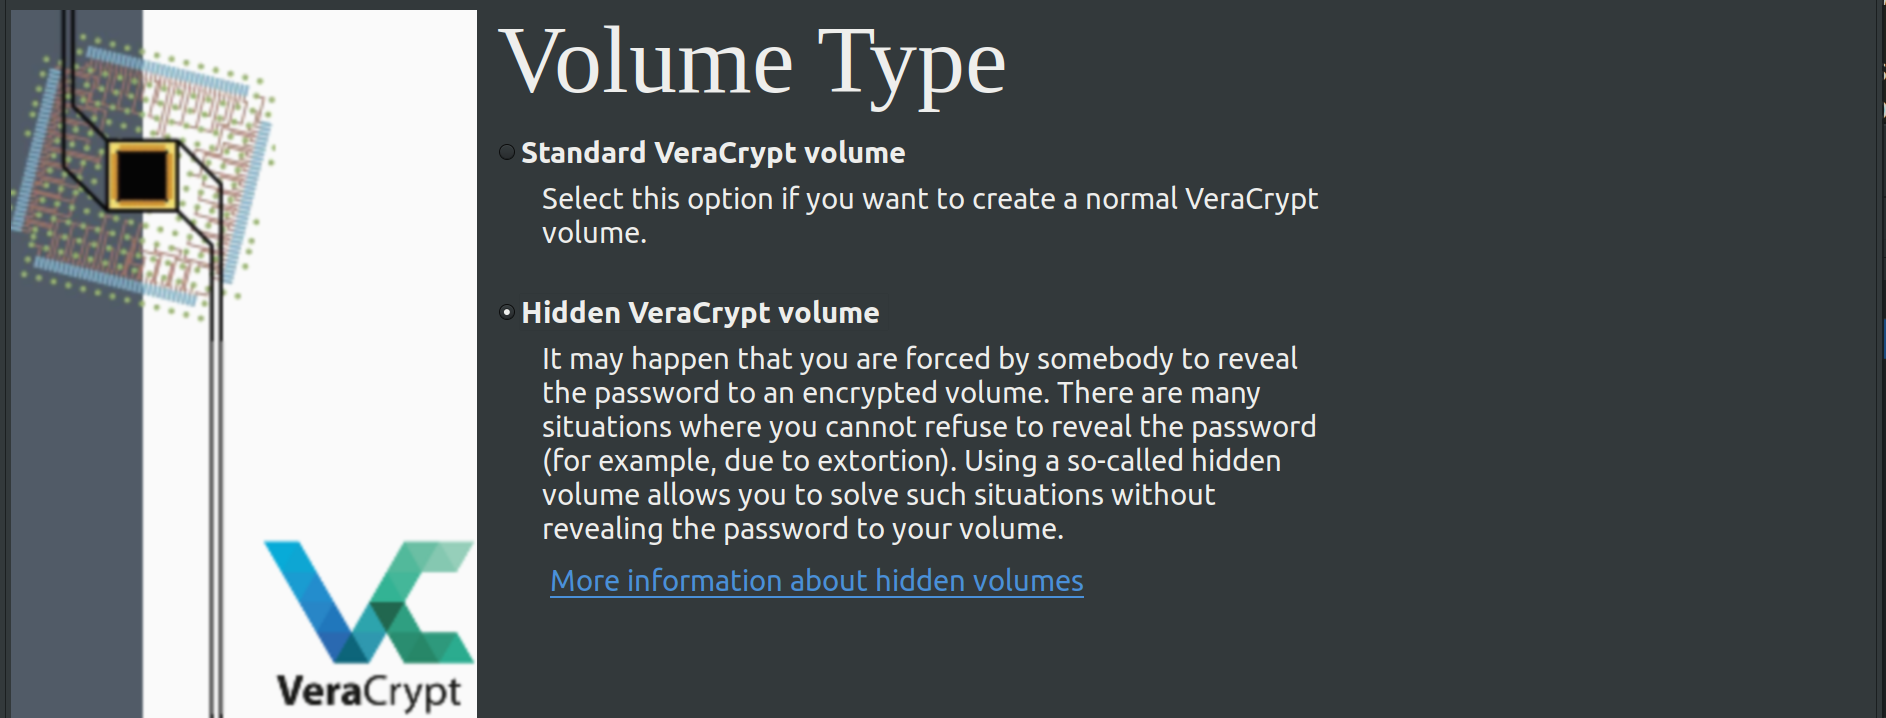 Volume Type
Standard VeraCrypt volume
Select this option if you want to create a normal VeraCrypt
volume.
Hidden VeraCrypt volume
It may happen that you are forced by somebody to reveal
the password to an encrypted volume. There are many
situations where you cannot refuse to reveal the password
(for example, due to extortion). Using a so-called hidden
volume allows you to solve such situations without
revealing the password to your volume.
More information about hidden volumes
VeraCrypt